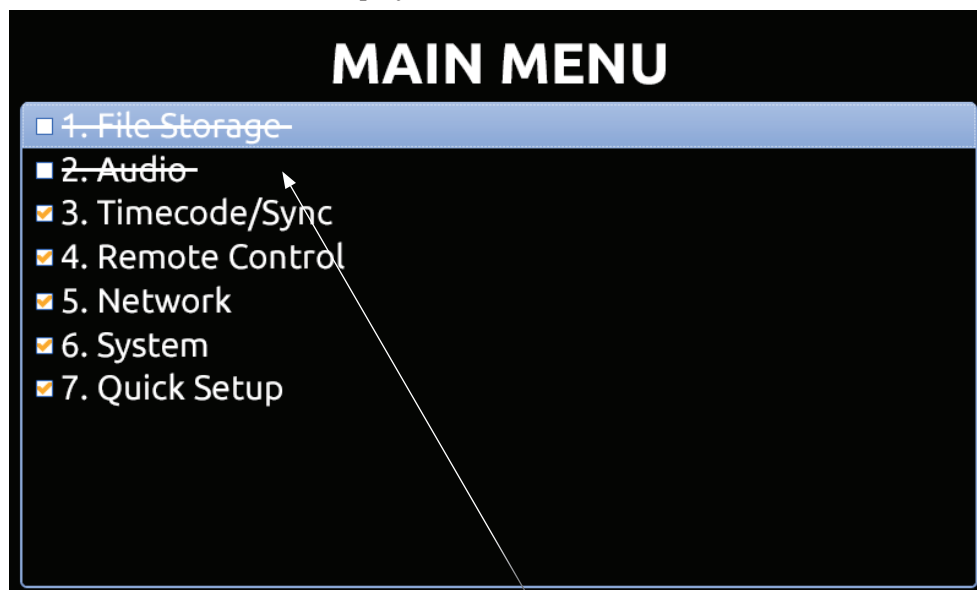 MAIN MENU
1. File Storage
2. Audio
3. Timecode/Sync
4. Remote Control
5. Network
6. System
7. Quick Setup